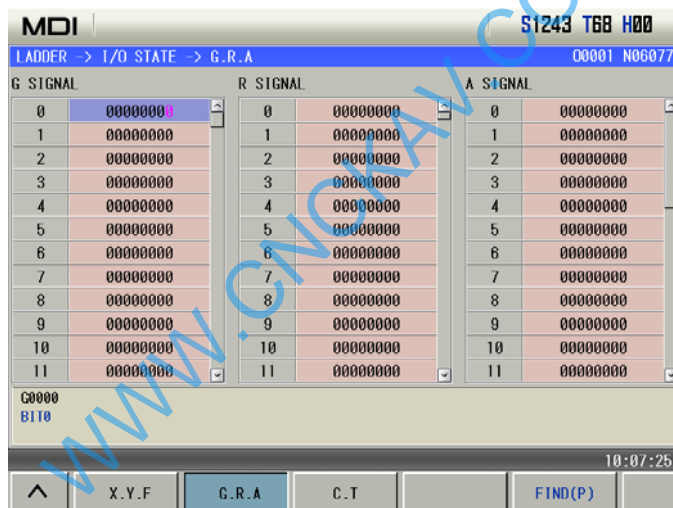 MDI S1243 T68 H00
LADDER -> I/O STATE -> G.R.A O0001 N06077
G SIGNAL R SIGNAL A SIGNAL
0 00000000 0 00000000 0 00000000
1 00000000 1 00000000 1 00000000
2 00000000 2 00000000 2 00000000
3 00000000 3 00000000 3 00000000
4 00000000 4 00000000 4 00000000
5 00000000 5 00000000 5 00000000
6 00000000 6 00000000 6 00000000
7 00000000 7 00000000 7 00000000
8 00000000 8 00000000 8 00000000
9 00000000 9 00000000 9 00000000
10 00000000 10 00000000 10 00000000
11 00000000 11 00000000 11 00000000
G0000
BIT0
10:07:25
X.Y.F G.R.A C.T FIND(P)
WWW.CNCKAV.CO